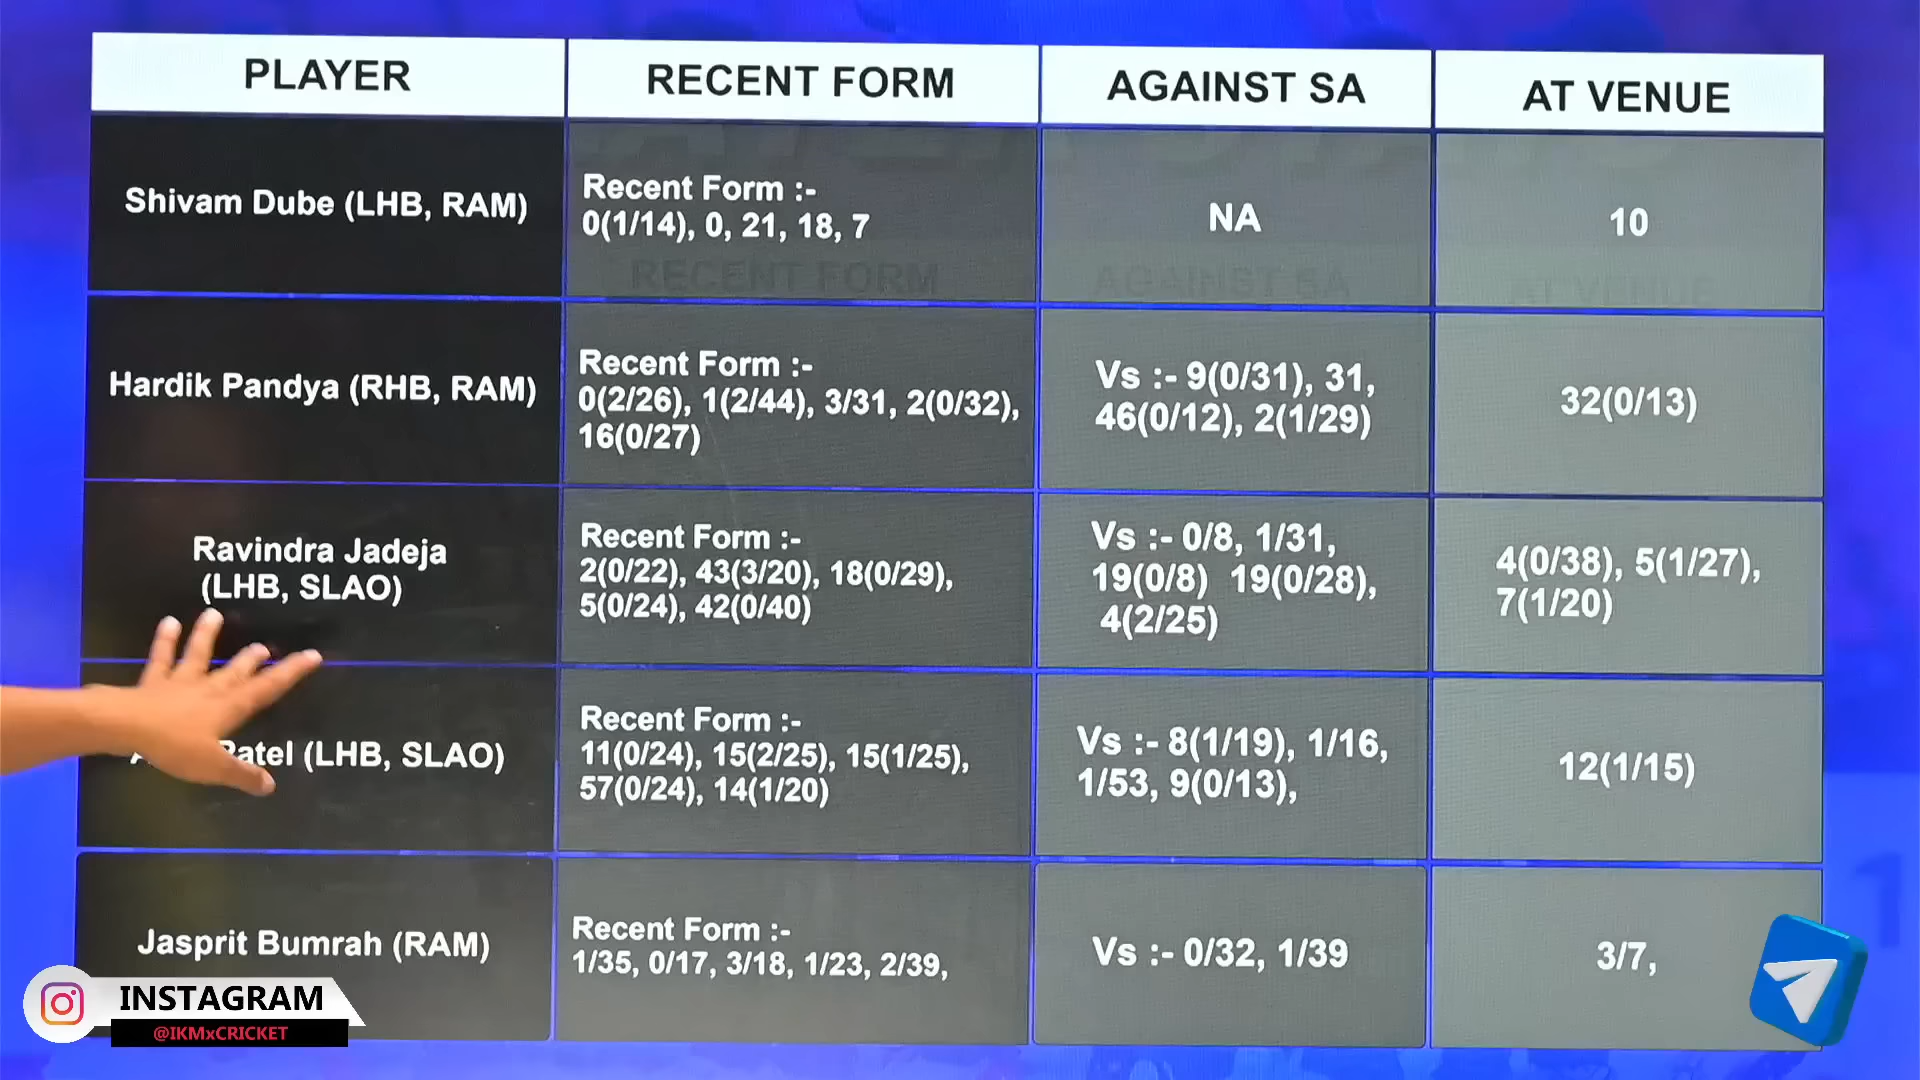 PLAYER
RECENT FORM
AGAINST SA
AT VENUE
Shivam Dube (LHB, RAM)
Recent Form :-
0(1/14), 0, 21, 18, 7
NA
10
RECENT FORM
AGAINST SA
AT VENUE
Hardik Pandya (RHB, RAM)
Recent Form :-
0(2/26), 1(2/44), 3/31, 2(0/32),
16(0/27)
Vs :- 9(0/31), 31,
46(0/12), 2(1/29)
32(0/13)
Ravindra Jadeja
(LHB, SLAO)
Recent Form :-
2(0/22), 43(3/20), 18(0/29),
5(0/24), 42(0/40)
Vs :- 0/8, 1/31,
19(0/8) 19(0/28),
4(2/25)
4(0/38), 5(1/27),
7(1/20)
(LHB, SLAO)
Recent Form :-
11(0/24), 15(2/25), 15(1/25),
57(0/24), 14(1/20)
Vs :- 8(1/19), 1/16,
1/53, 9(0/13),
12(1/15)
Jasprit Bumrah (RAM)
Recent Form :-
1/35, 0/17, 3/18, 1/23, 2/39,
Vs :- 0/32, 1/39
3/7,
INSTAGRAM
@IKMxCRICKET